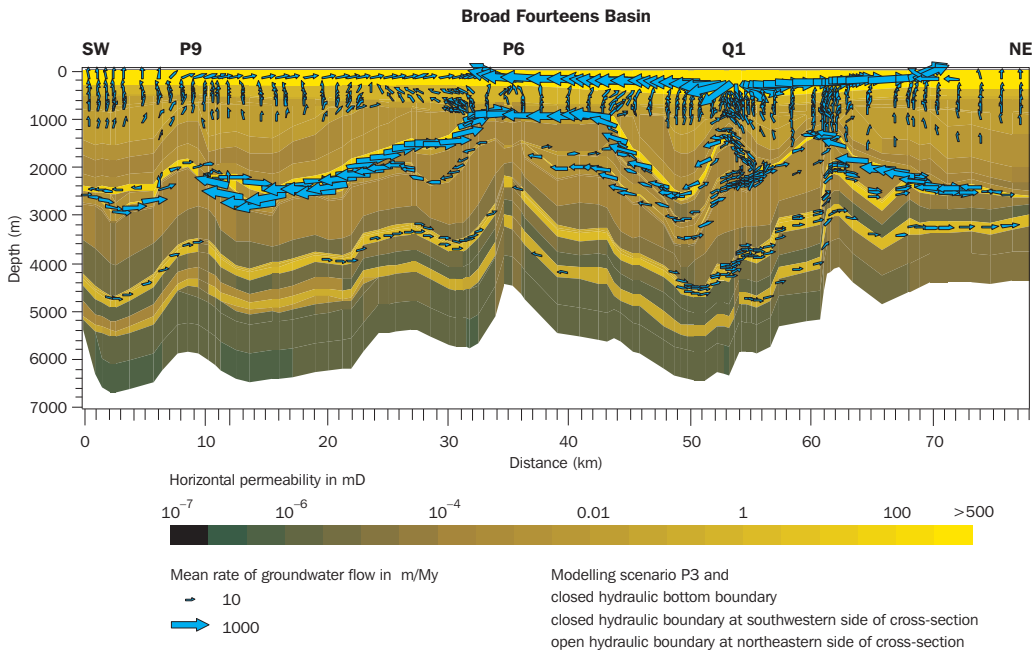 Broad Fourteens Basin
SW P9 P6 Q1 NE
0
1000
2000
3000
4000
5000
6000
7000
Depth (m)
0 10 20 30 40 50 60 70
Distance (km)
Horizontal permeability in mD
10⁻⁷ 10⁻⁶ 10⁻⁴ 0.01 1 100 >500
Mean rate of groundwater flow in m/My
10
1000
Modelling scenario P3 and
closed hydraulic bottom boundary
closed hydraulic boundary at southwestern side of cross-section
open hydraulic boundary at northeastern side of cross-section